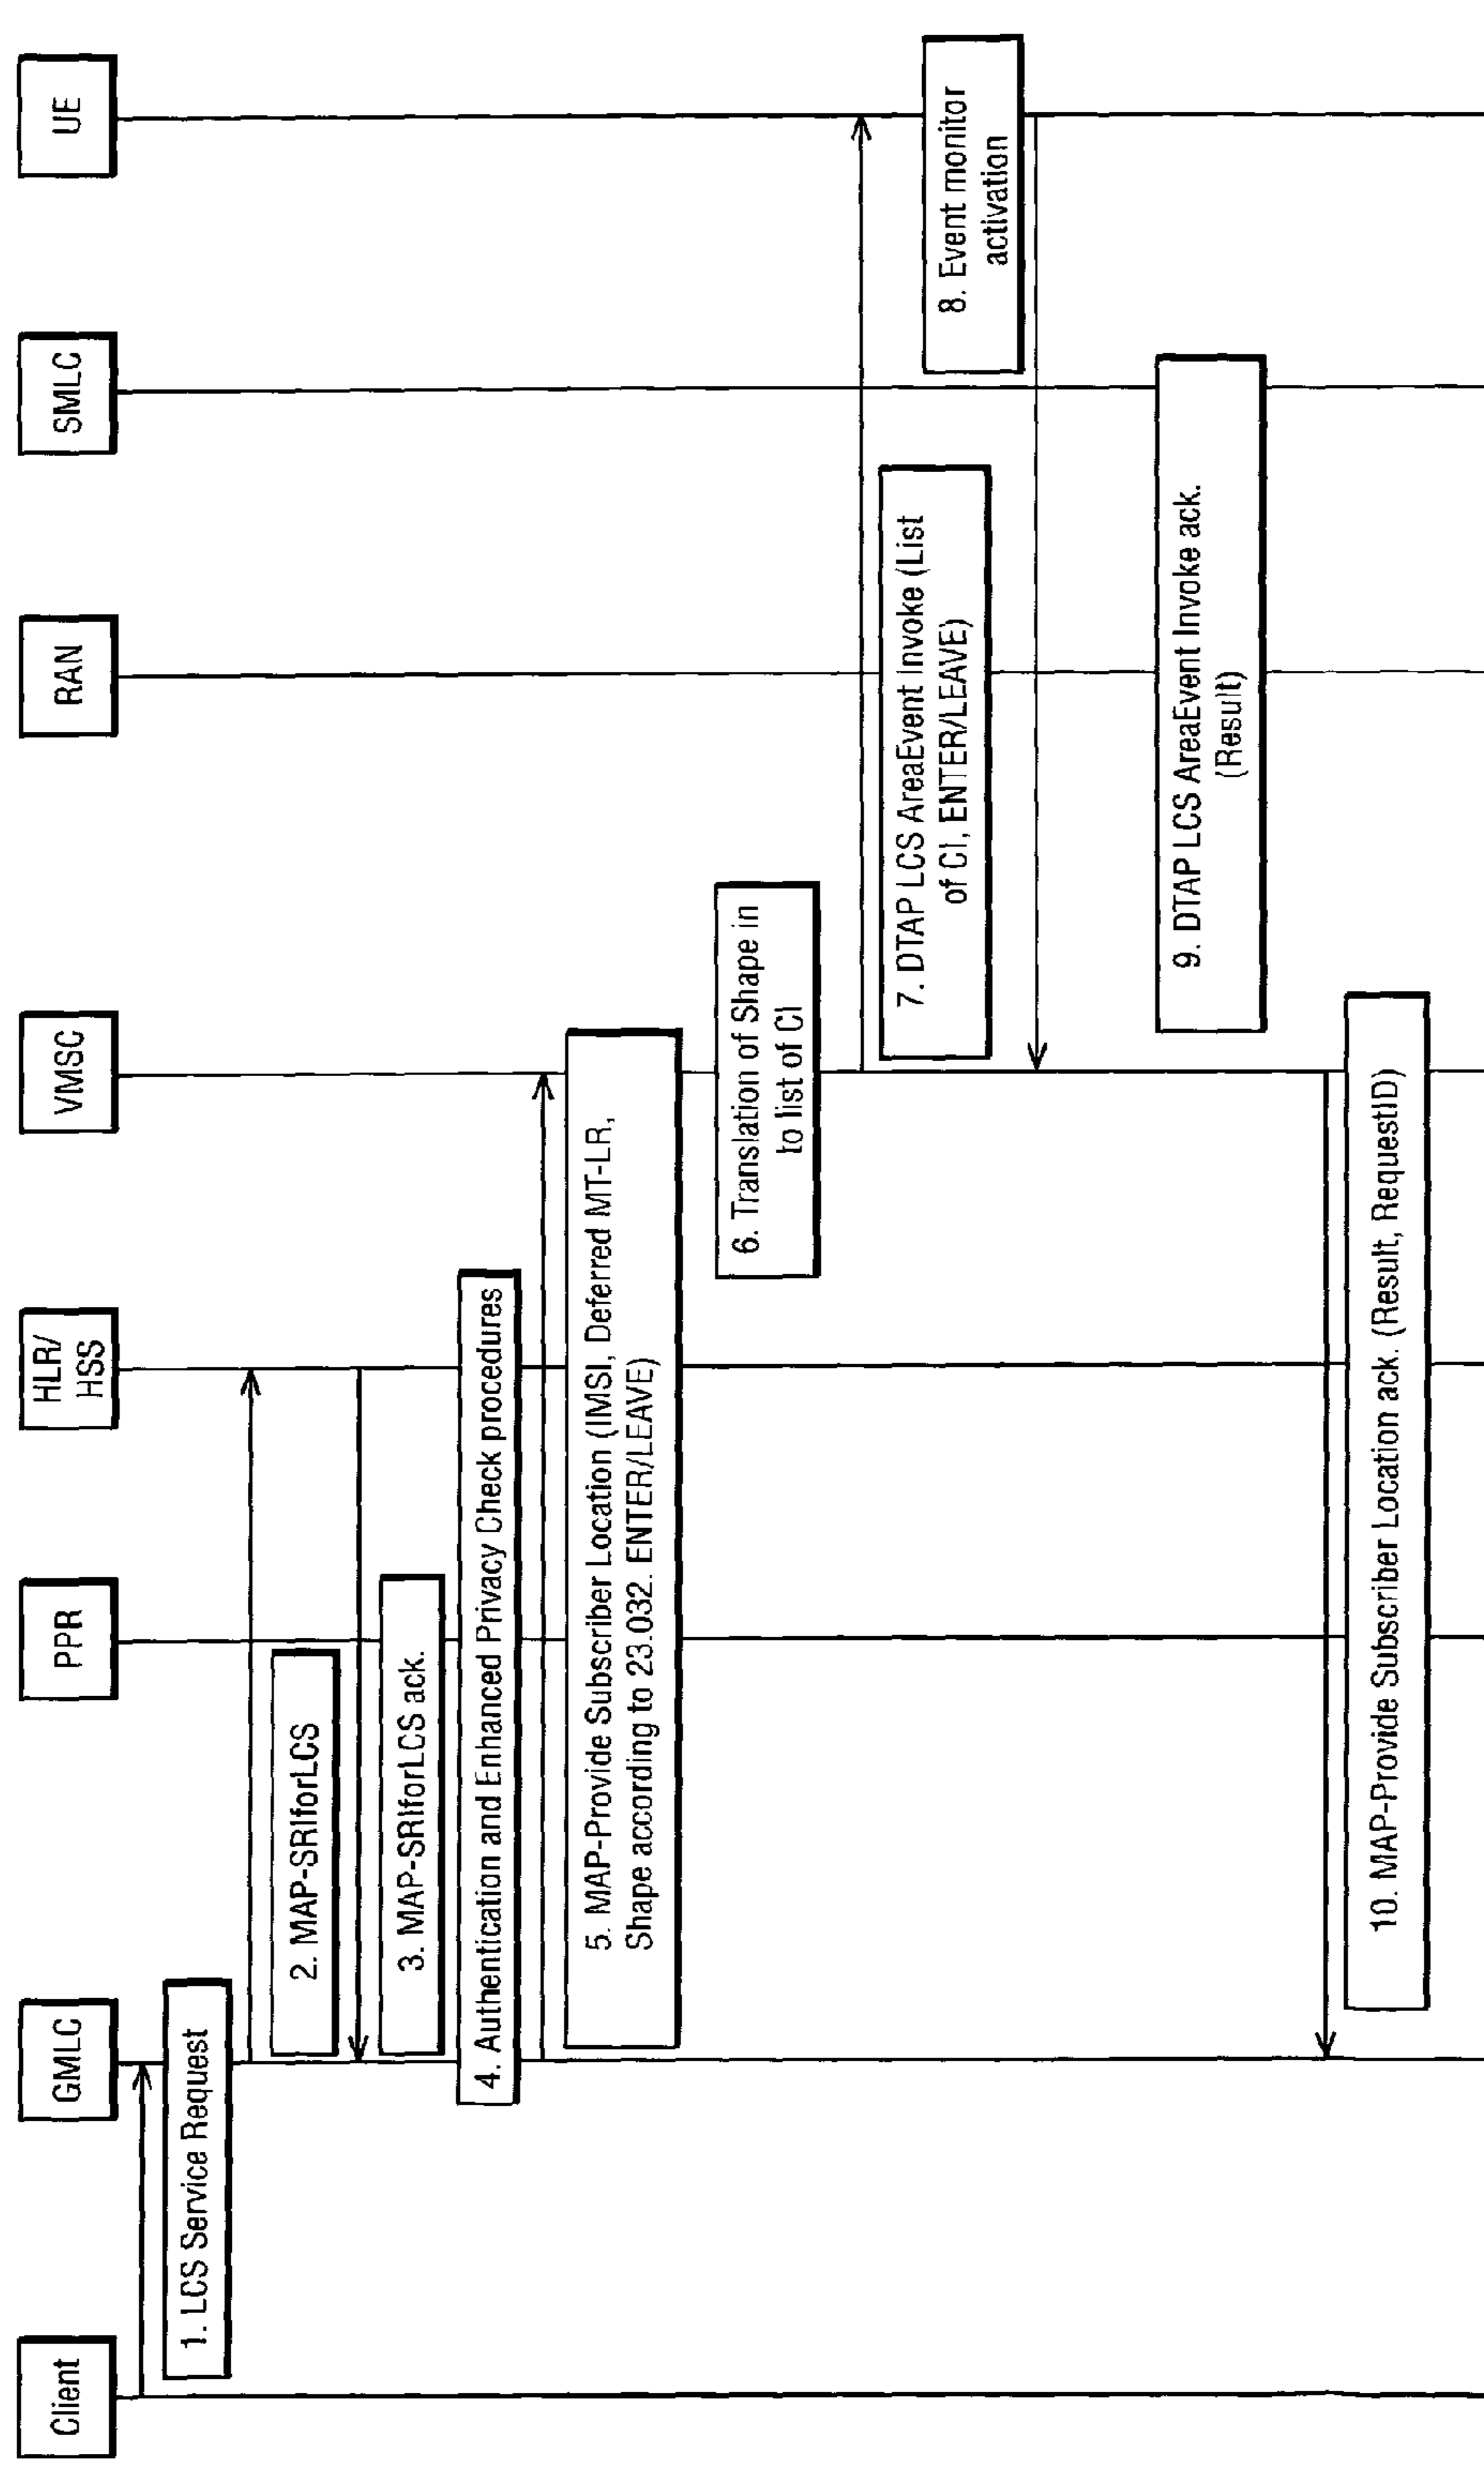 Client
GMLC
PPR
HLR/
HSS
VMSC
RAN
SMLC
UE
1. LCS Service Request
2. MAP-SRIforLCS
3. MAP-SRIforLCS ack.
4. Authentication and Enhanced Privacy Check procedures
5. MAP-Provide Subscriber Location (IMSI, Deferred MT-LR,
Shape according to 23.032. ENTER/LEAVE)
6. Translation of Shape in
to list of CI
7. DTAP LCS AreaEvent Invoke (List
of CI, ENTER/LEAVE)
8. Event monitor
activation
9. DTAP LCS AreaEvent Invoke ack.
(Result)
10. MAP-Provide Subscriber Location ack. (Result, RequestID)